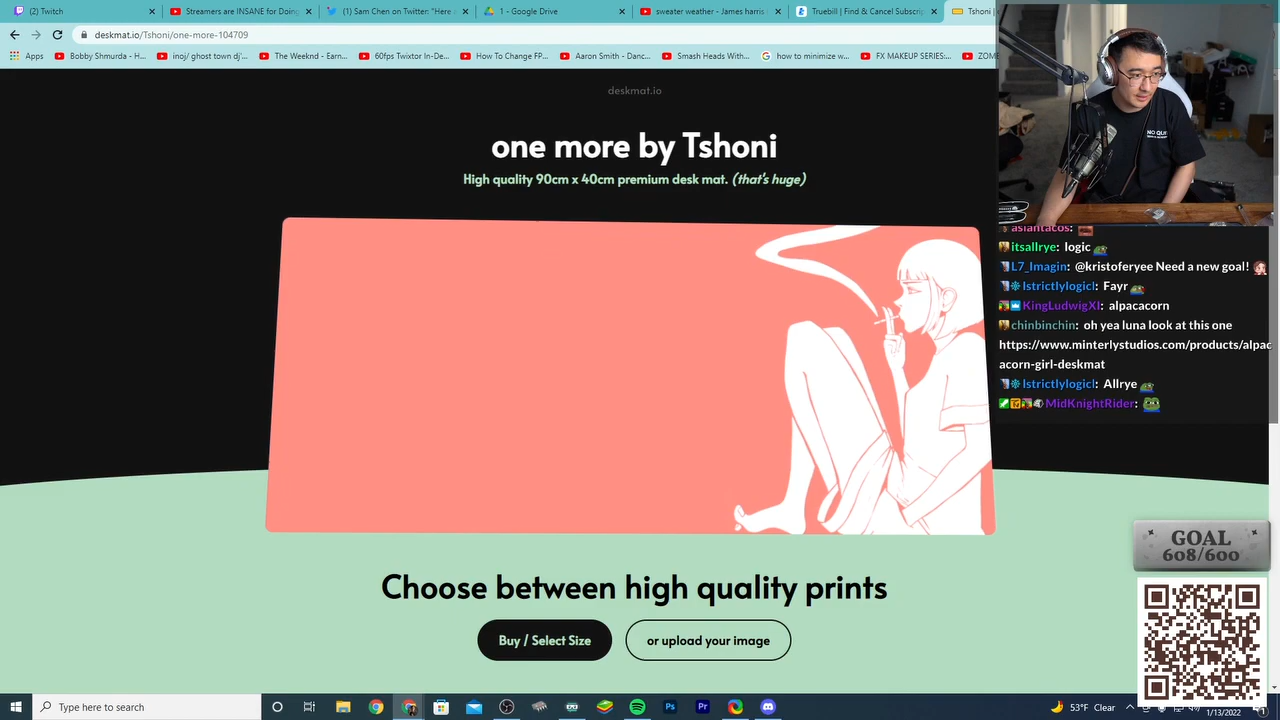 (2) Twitch
Streamers are INSANE for Doing
(1) Sam Chen on Twitter: "Here
1 - Google Drive
sweater weather - james harris
Truebill | Find & Cancel Subscrip
Tshoni |
deskmat.io/Tshoni/one-more-104709
Apps
Bobby Shmurda - H...
inoj/ ghost town dj'...
The Weeknd - Earn...
60fps Twixtor In-De...
How To Change FP...
Aaron Smith - Danc...
Smash Heads With...
how to minimize w...
FX MAKEUP SERIES:...
ZOM
deskmat.io
one more by Tshoni
High quality 90cm x 40cm premium desk mat. (that's huge)
asiantacos:
itsallrye: logic
L7_Imagin: @kristoferyee Need a new goal!
Istrictlylogicl: Fayr
KingLudwigXI: alpacacorn
chinbinchin: oh yea luna look at this one
https://www.minterlystudios.com/products/alpac
acorn-girl-deskmat
Istrictlylogicl: Allrye
MidKnightRider:
GOAL
608/600
Choose between high quality prints
Buy / Select Size
or upload your image
Type here to search
53°F Clear
1/13/2022